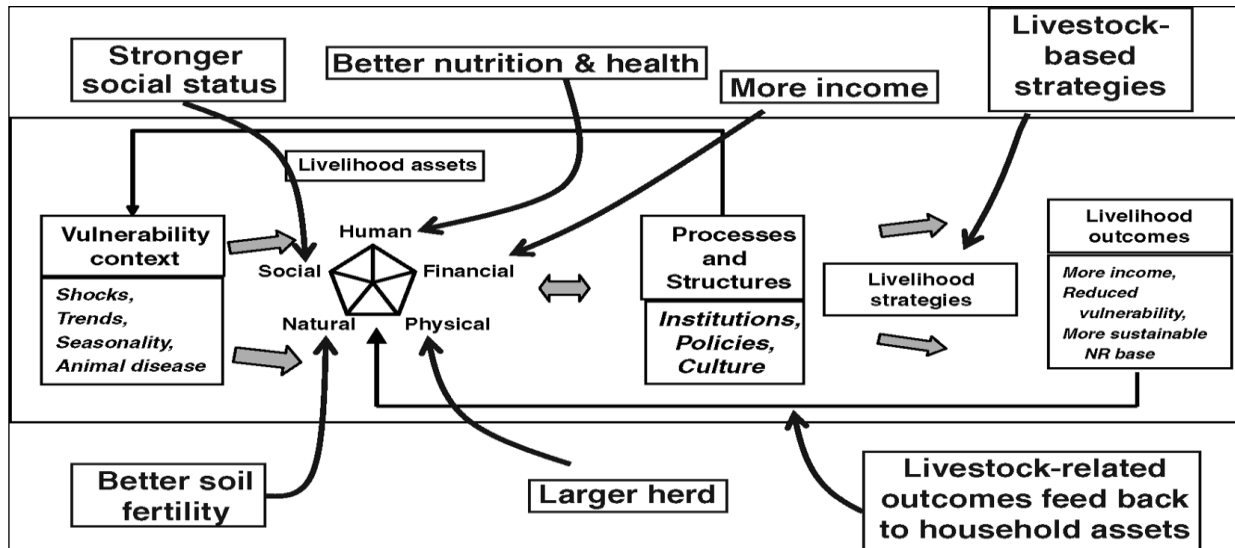 Stronger
social status
Better nutrition & health
More income
Livestock-
based
strategies
Livelihood assets
Vulnerability
context
Shocks,
Trends,
Seasonality,
Animal disease
Human
Social
Financial
Natural
Physical
Processes
and
Structures
Institutions,
Policies,
Culture
Livelihood
strategies
Livelihood
outcomes
More income,
Reduced
vulnerability,
More sustainable
NR base
Better soil
fertility
Larger herd
Livestock-related
outcomes feed back
to household assets